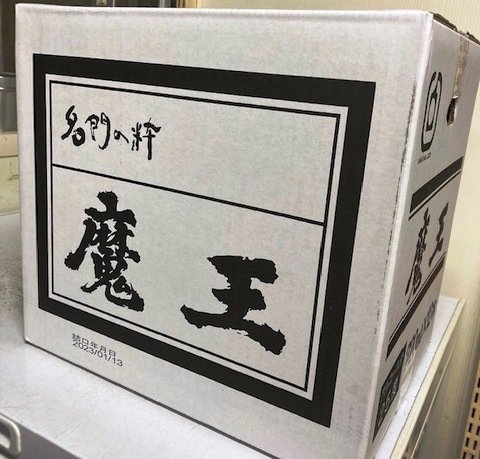 名門の粋
魔王
詰口年月日
2023/01/13
魔王